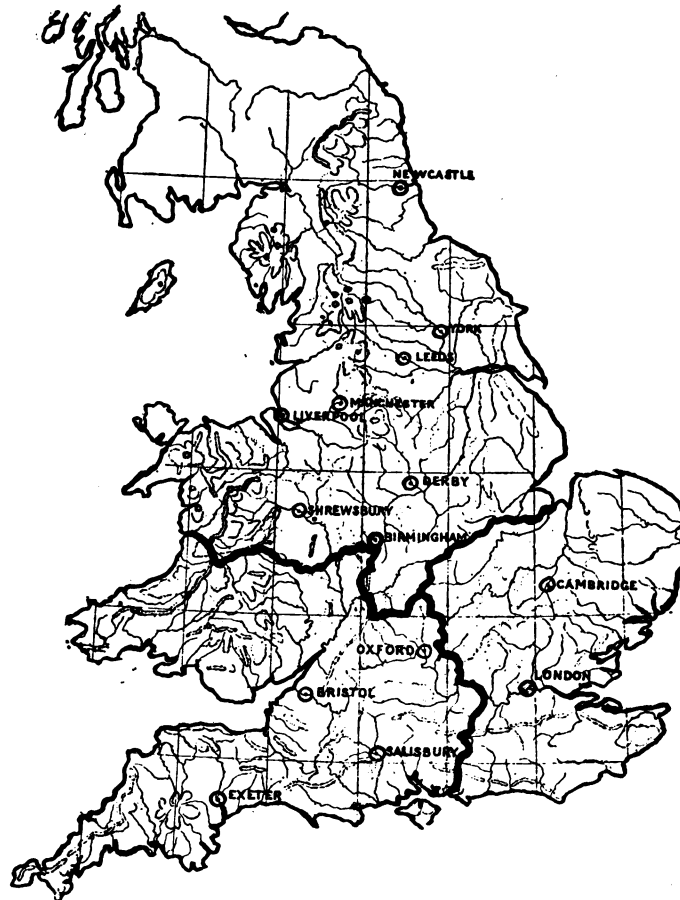 NEWCASTLE
YORK
LEEDS
MANCHESTER
LIVERPOOL
DERBY
SHREWSBURY
BIRMINGHAM
CAMBRIDGE
OXFORD
LONDON
BRISTOL
SALISBURY
EXETER